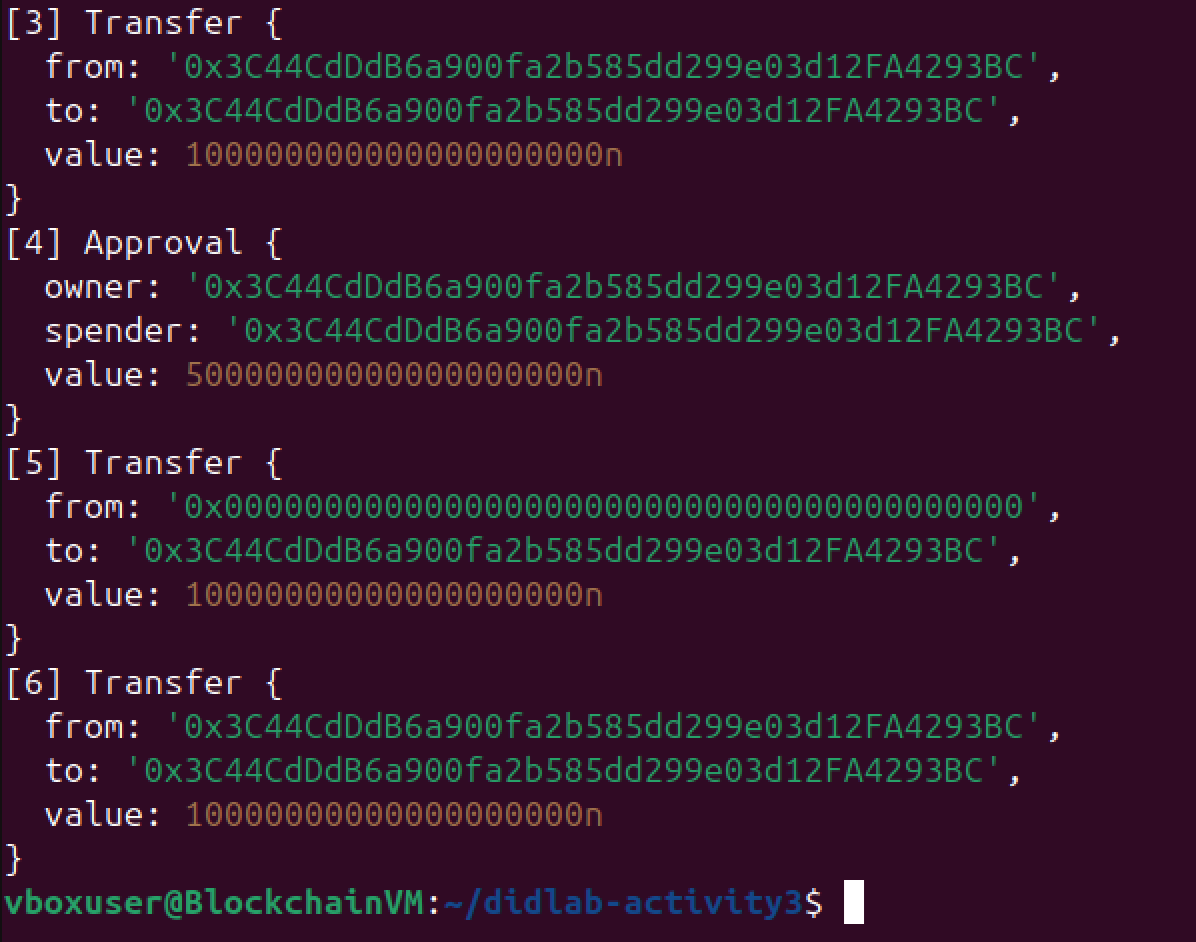 [3] Transfer {
  from: '0x3C44CdDdB6a900fa2b585dd299e03d12FA4293BC',
  to: '0x3C44CdDdB6a900fa2b585dd299e03d12FA4293BC',
  value: 100000000000000000000n
}
[4] Approval {
  owner: '0x3C44CdDdB6a900fa2b585dd299e03d12FA4293BC',
  spender: '0x3C44CdDdB6a900fa2b585dd299e03d12FA4293BC',
  value: 50000000000000000000n
}
[5] Transfer {
  from: '0x0000000000000000000000000000000000000000',
  to: '0x3C44CdDdB6a900fa2b585dd299e03d12FA4293BC',
  value: 10000000000000000000n
}
[6] Transfer {
  from: '0x3C44CdDdB6a900fa2b585dd299e03d12FA4293BC',
  to: '0x3C44CdDdB6a900fa2b585dd299e03d12FA4293BC',
  value: 10000000000000000000n
}
vboxuser@BlockchainVM:~/didlab-activity3$